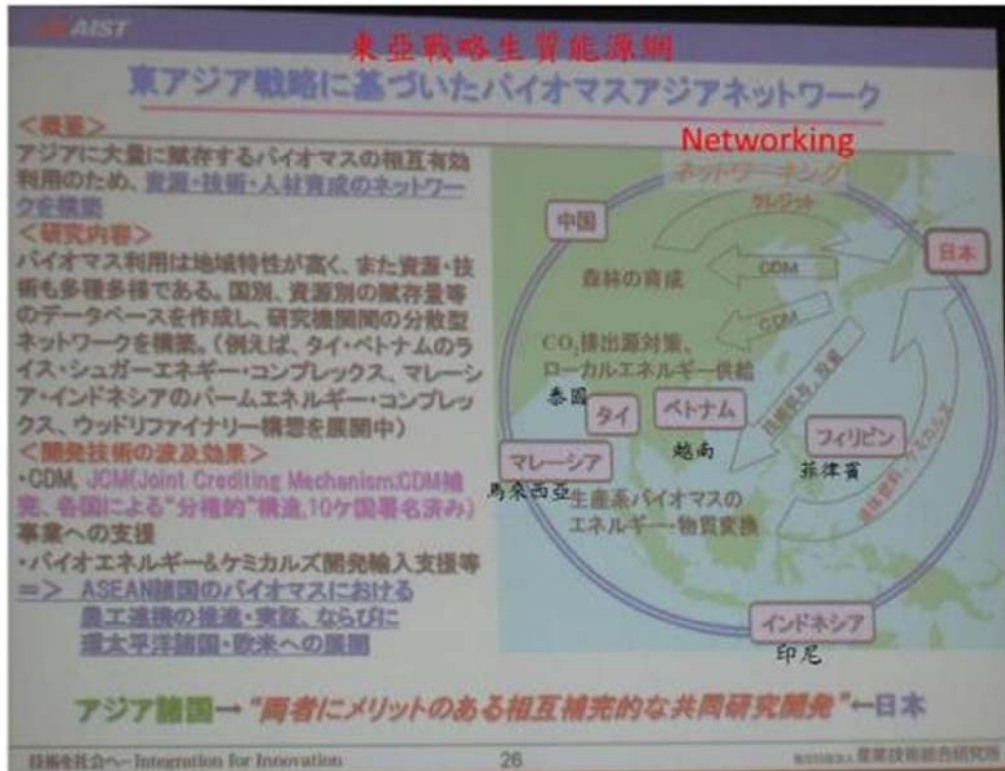 AIST
東亞戰略生質能源網
東アジア戦略に基づいたバイオマスアジアネットワーク
＜概要＞
アジアに大量に賦存するバイオマスの相互有効
利用のため、資源・技術・人材育成のネットワー
クを構築
＜研究内容＞
バイオマス利用は地域特性が高く、また資源・技
術も多種多様である。国別、資源別の賦存量等
のデータベースを作成し、研究機関間の分散型
ネットワークを構築。（例えば、タイ・ベトナムのラ
イス・シュガーエネルギー・コンプレックス、マレーシ
ア・インドネシアのパームエネルギー・コンプレッ
クス、ウッドリファイナリー構想を展開中）
＜開発技術の波及効果＞
・CDM, JCM(Joint Crediting Mechanism:CDM補
完、各国による“分権的”構造,10ケ国署名済み)
事業への支援
・バイオエネルギー&ケミカルズ開発輸入支援等
=> ASEAN諸国のバイオマスにおける
農工連携の推進・実証、ならびに
環太平洋諸国・欧米への展開
Networking
ネットワーキング
クレジット
中国
日本
CDM
森林の育成
CDM
CO₂排出源対策、
ローカルエネルギー供給
泰國
タイ
ベトナム
越南
フィリピン
菲律賓
マレーシア
馬來西亞
生産系バイオマスの
エネルギー・物質変換
インドネシア
印尼
アジア諸国→“両者にメリットのある相互補完的な共同研究開発”←日本
技術を社会へ-Integration for Innovation
26
産業技術総合研究所